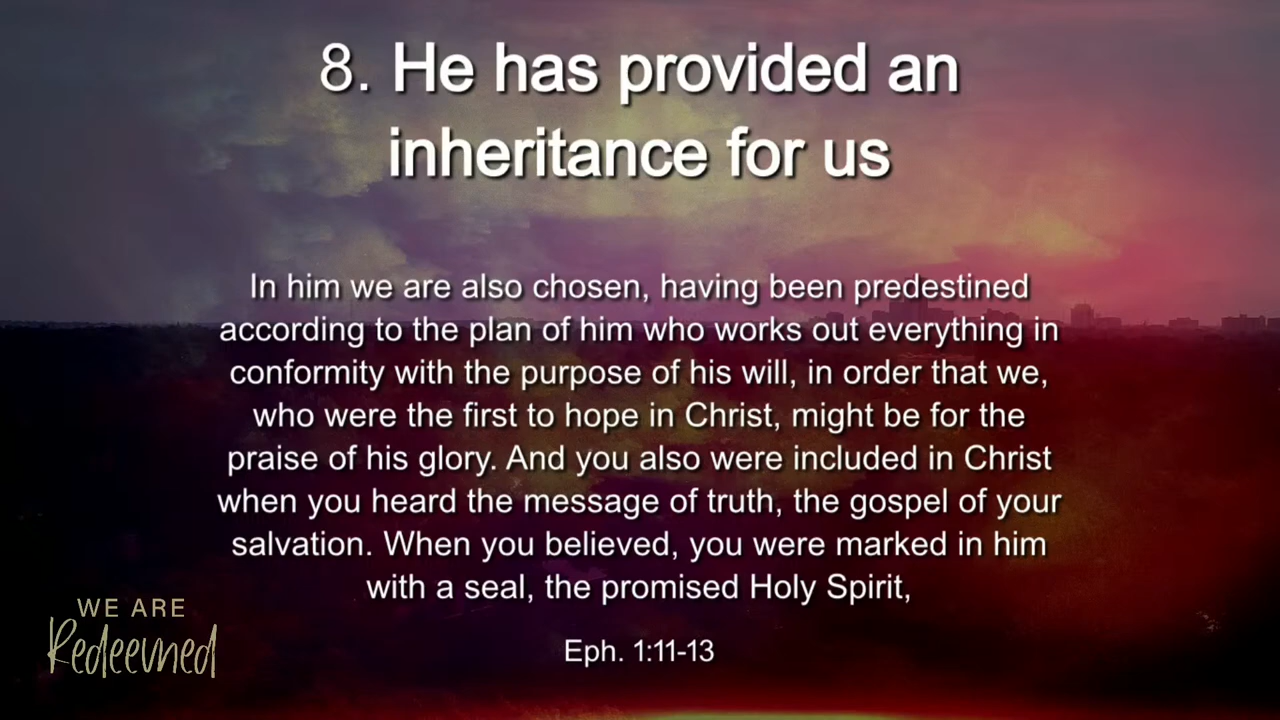 8. He has provided an
inheritance for us
In him we are also chosen, having been predestined
according to the plan of him who works out everything in
conformity with the purpose of his will, in order that we,
who were the first to hope in Christ, might be for the
praise of his glory. And you also were included in Christ
when you heard the message of truth, the gospel of your
salvation. When you believed, you were marked in him
with a seal, the promised Holy Spirit,
Eph. 1:11-13
WE ARE
Redeemed